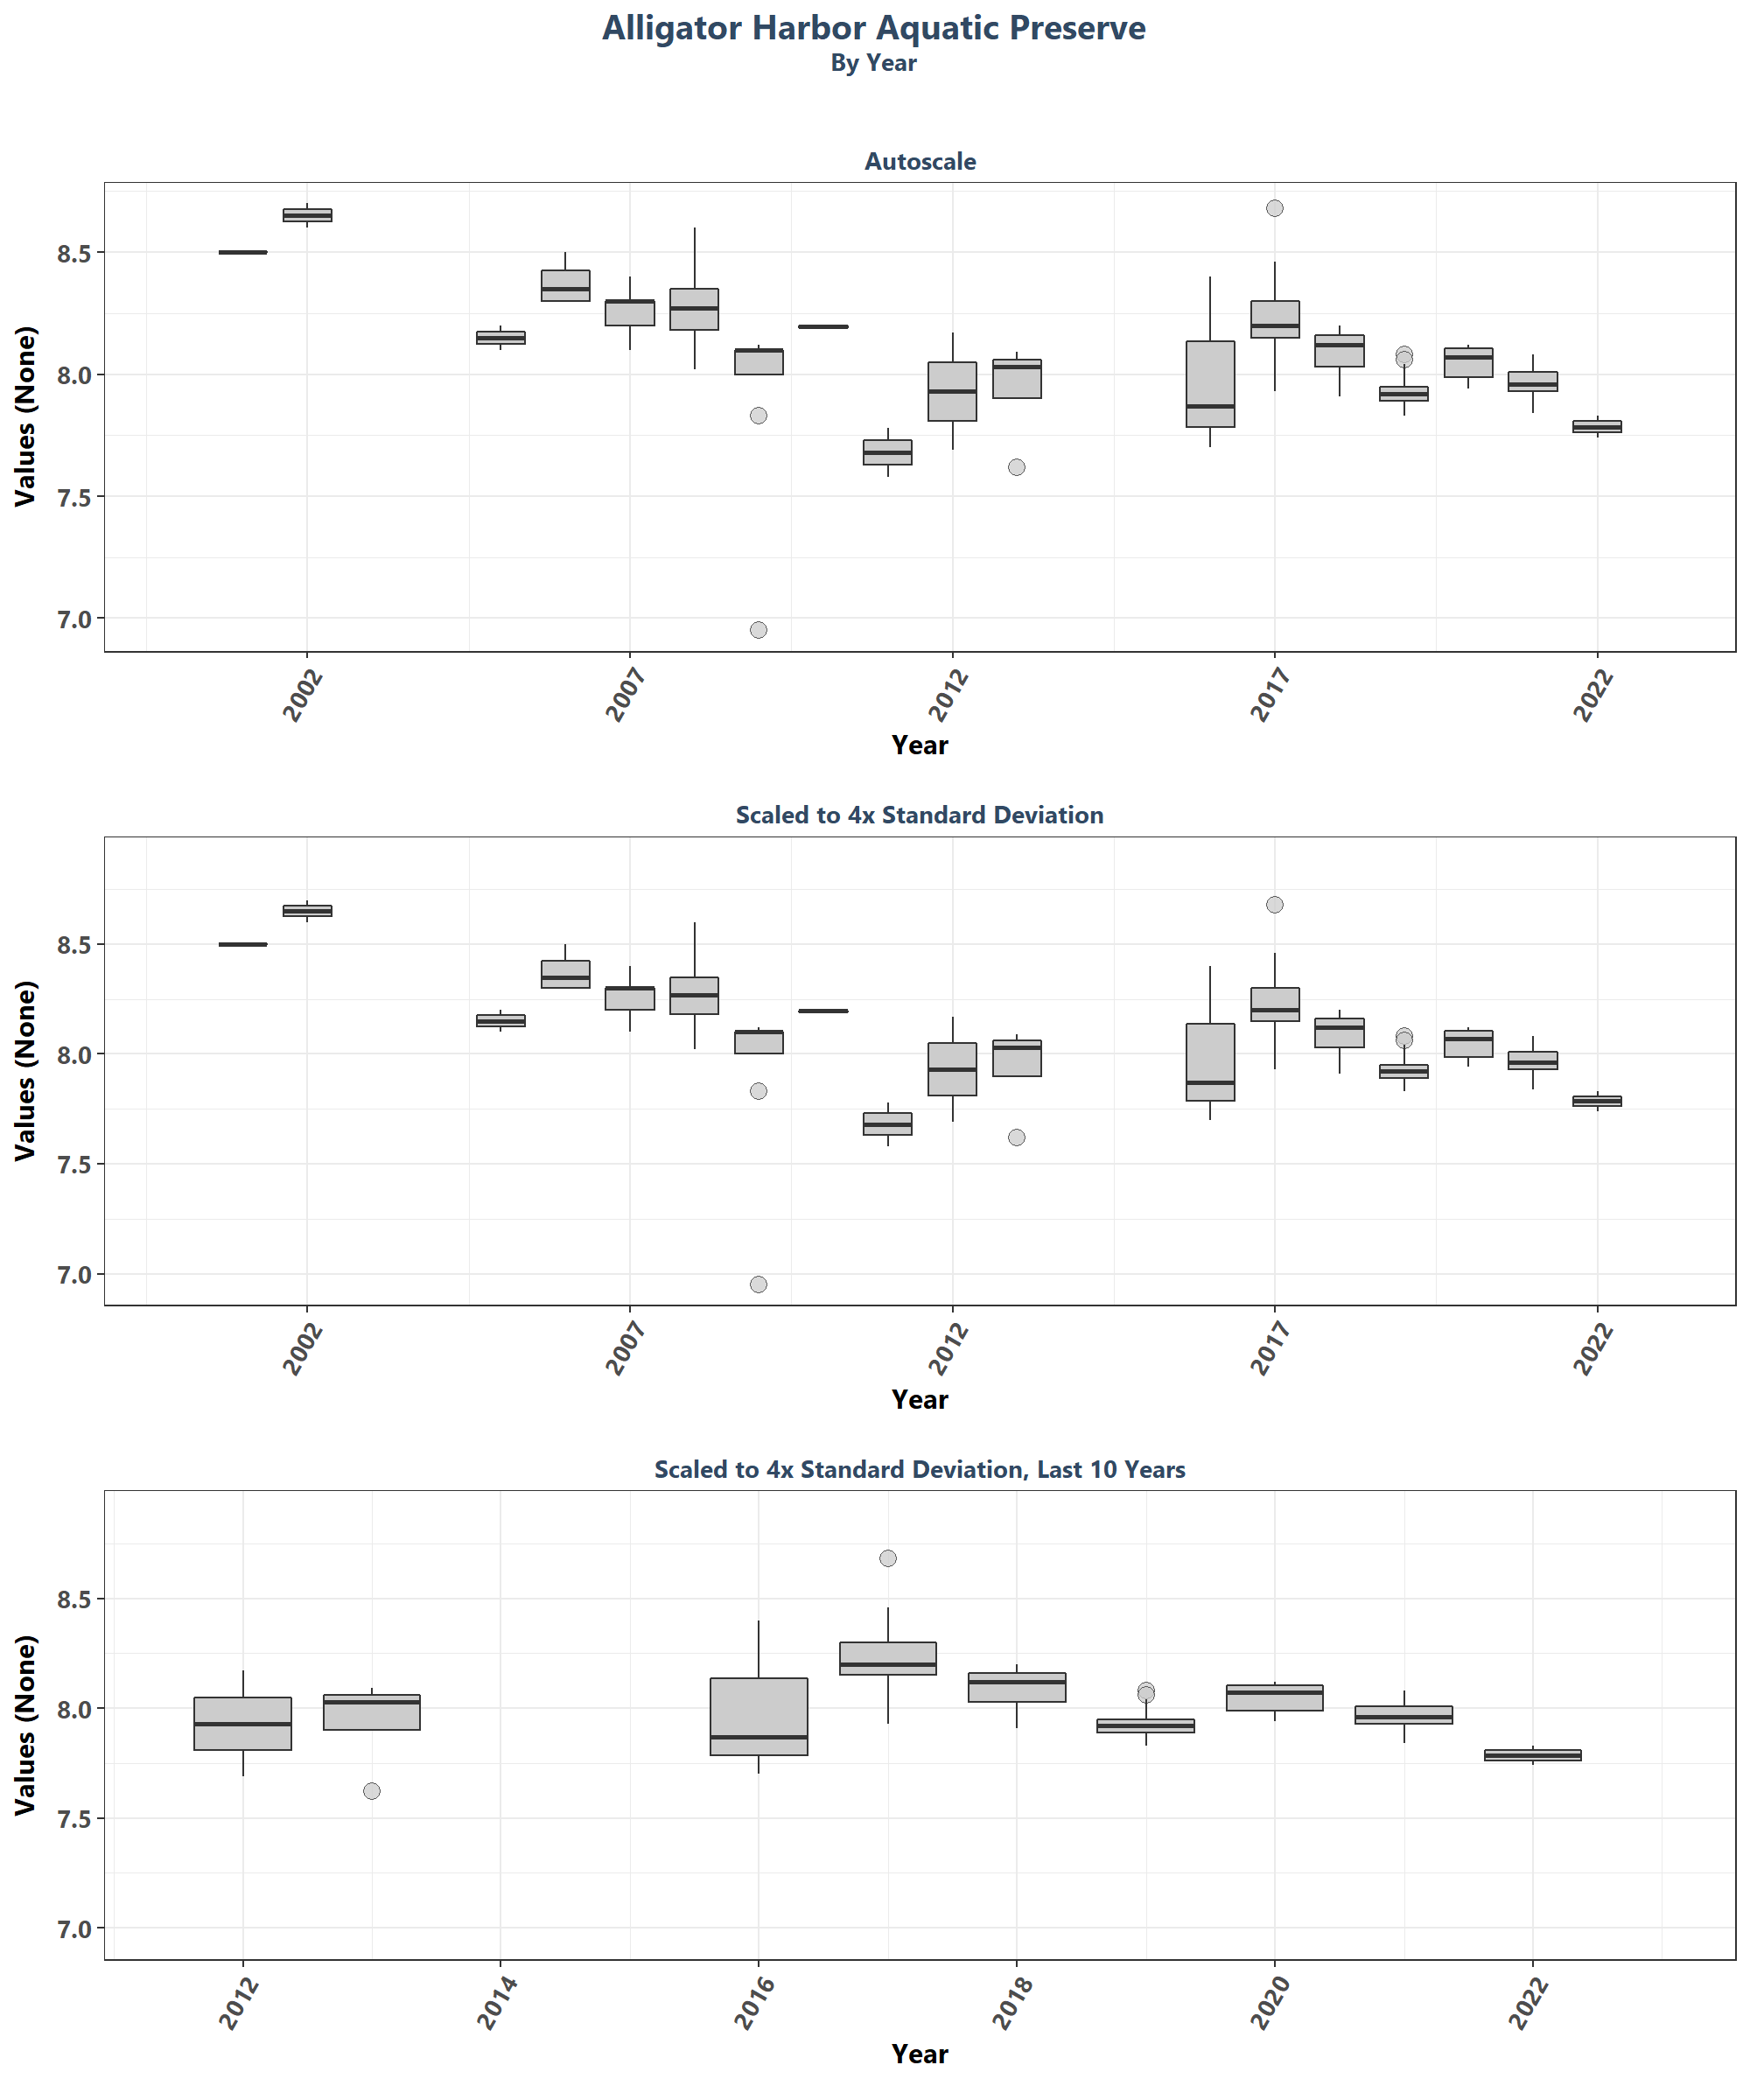 Alligator Harbor Aquatic Preserve
By Year
Autoscale
Values (None)
8.5
8.0
7.5
7.0
2002 2007 2012 2017 2022
Year
Scaled to 4x Standard Deviation
Values (None)
8.5
8.0
7.5
7.0
2002 2007 2012 2017 2022
Year
Scaled to 4x Standard Deviation, Last 10 Years
Values (None)
8.5
8.0
7.5
7.0
2012 2014 2016 2018 2020 2022
Year